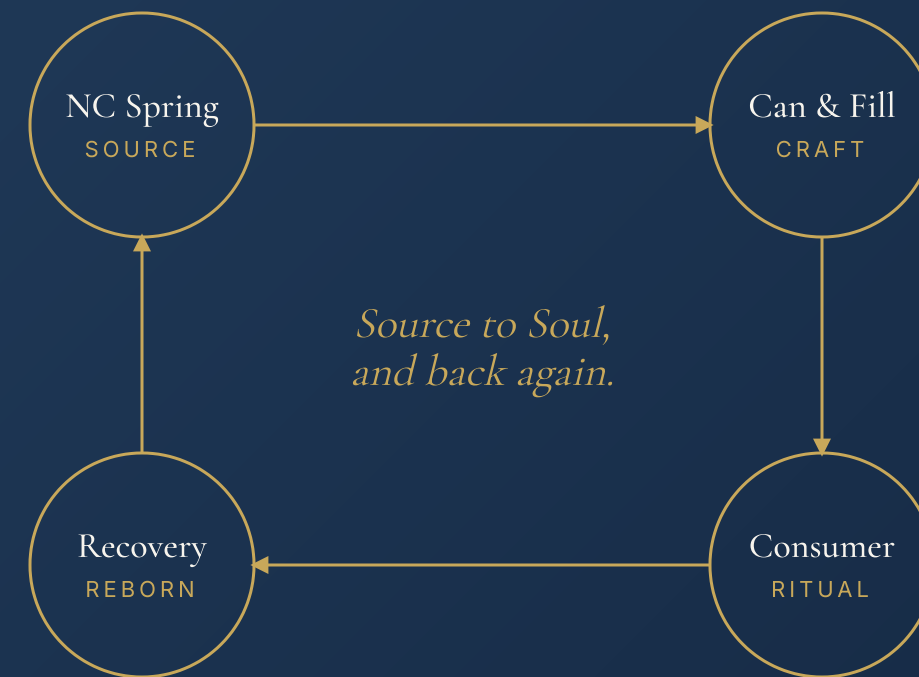 NC Spring
SOURCE
Can & Fill
CRAFT
Source to Soul,
and back again.
Recovery
REBORN
Consumer
RITUAL